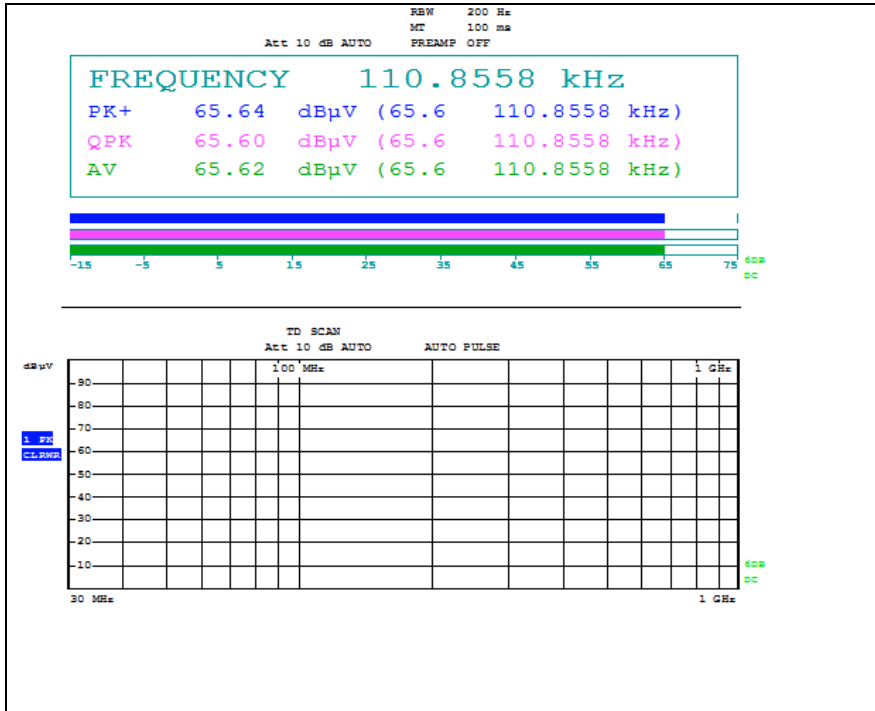 RBW 200 Hz
MT 100 ms
Att 10 dB AUTO PREAMP OFF
FREQUENCY 110.8558 kHz
PK+ 65.64 dBµV (65.6 110.8558 kHz)
QPK 65.60 dBµV (65.6 110.8558 kHz)
AV 65.62 dBµV (65.6 110.8558 kHz)
-15 -5 5 15 25 35 45 55 65 75
6DB
DC
TD SCAN
Att 10 dB AUTO AUTO PULSE
dBµV
100 MHz 1 GHz
90
80
70
1 PK
CLRWR
60
50
40
30
20
10
6DB
DC
30 MHz 1 GHz